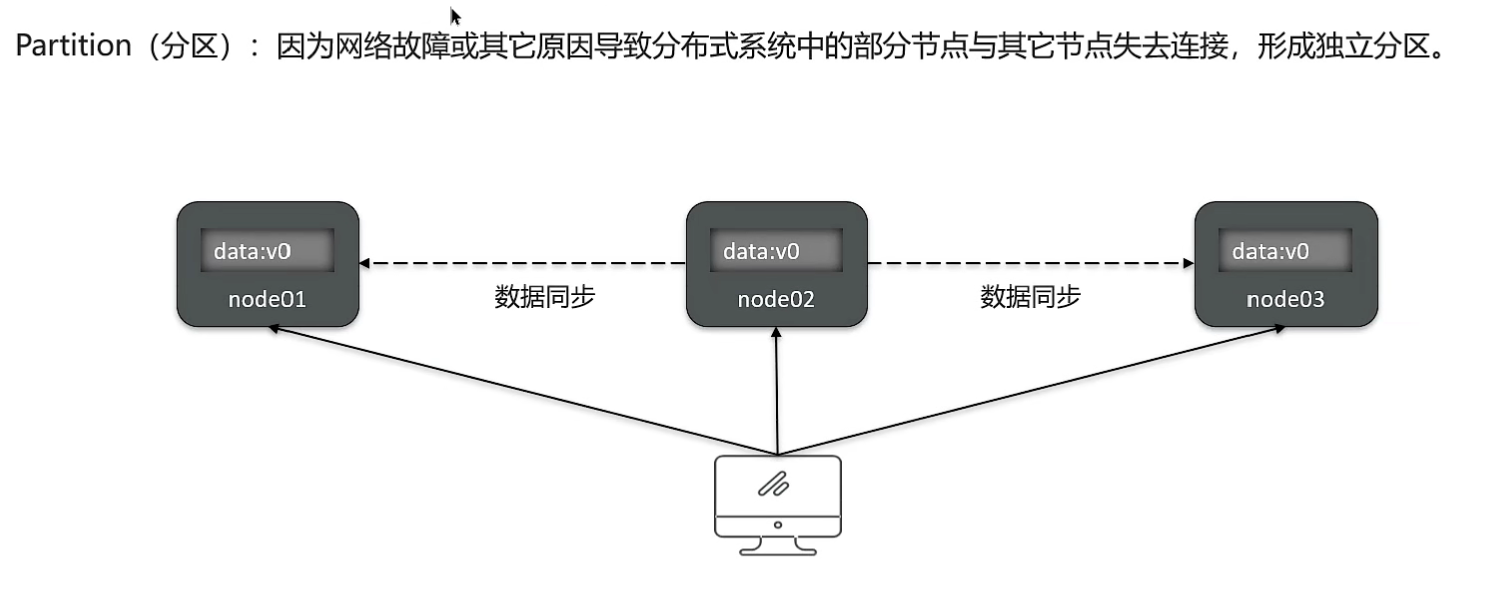 Partition（分区）：因为网络故障或其它原因导致分布式系统中的部分节点与其它节点失去连接，形成独立分区。
data:v0
node01
数据同步
data:v0
node02
数据同步
data:v0
node03